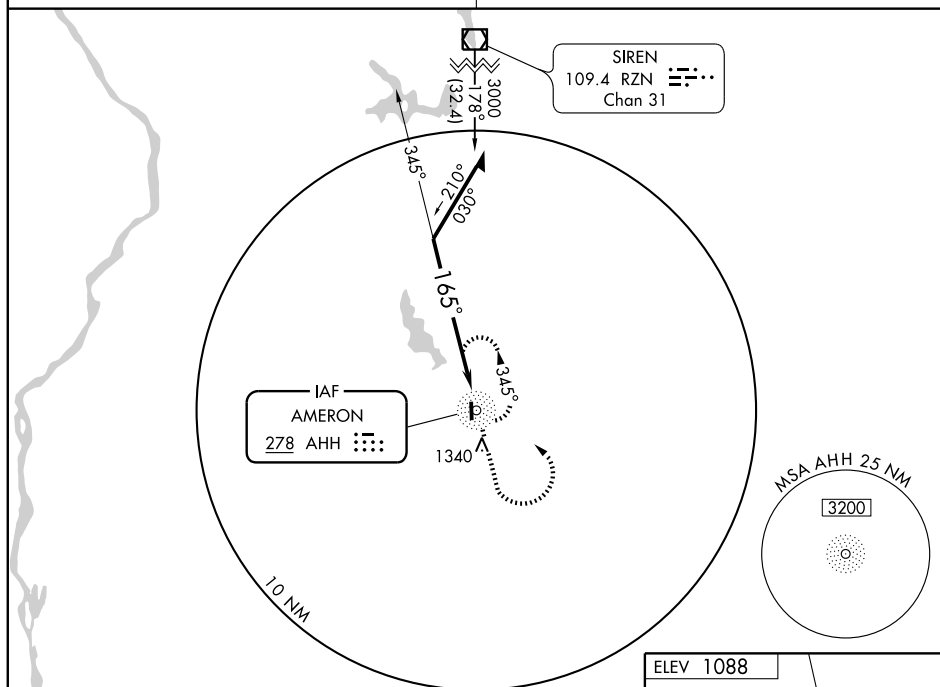 SIREN
109.4 RZN
Chan 31
3000
178°
(32.4)
345°
210°
030°
165°
345°
IAF
AMERON
278 AHH
1340
MSA AHH 25 NM
3200
10 NM
ELEV 1088